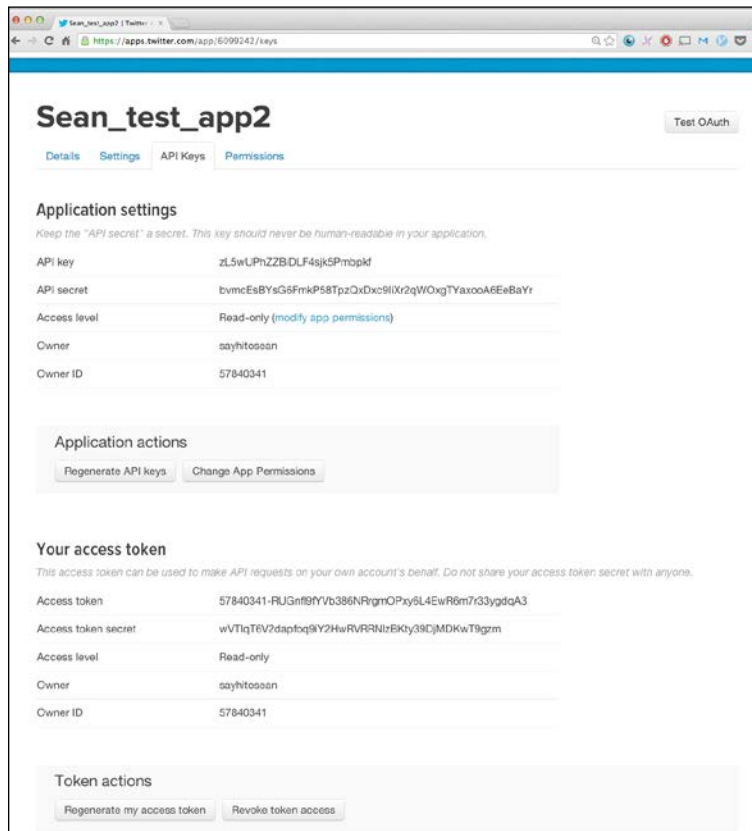 Sean_test_app2 | Twitter
https://apps.twitter.com/app/6099242/keys
Sean_test_app2
Test OAuth
Details Settings API Keys Permissions
Application settings
Keep the "API secret" a secret. This key should never be human-readable in your application.
API key
API secret
Access level Read-only (modify app permissions)
Owner sayhitosean
Owner ID 57840341
Application actions
Regenerate API keys Change App Permissions
Your access token
This access token can be used to make API requests on your own account's behalf. Do not share your access token secret with anyone.
Access token
Access token secret
Access level Read-only
Owner sayhitosean
Owner ID 57840341
Token actions
Regenerate my access token Revoke token access